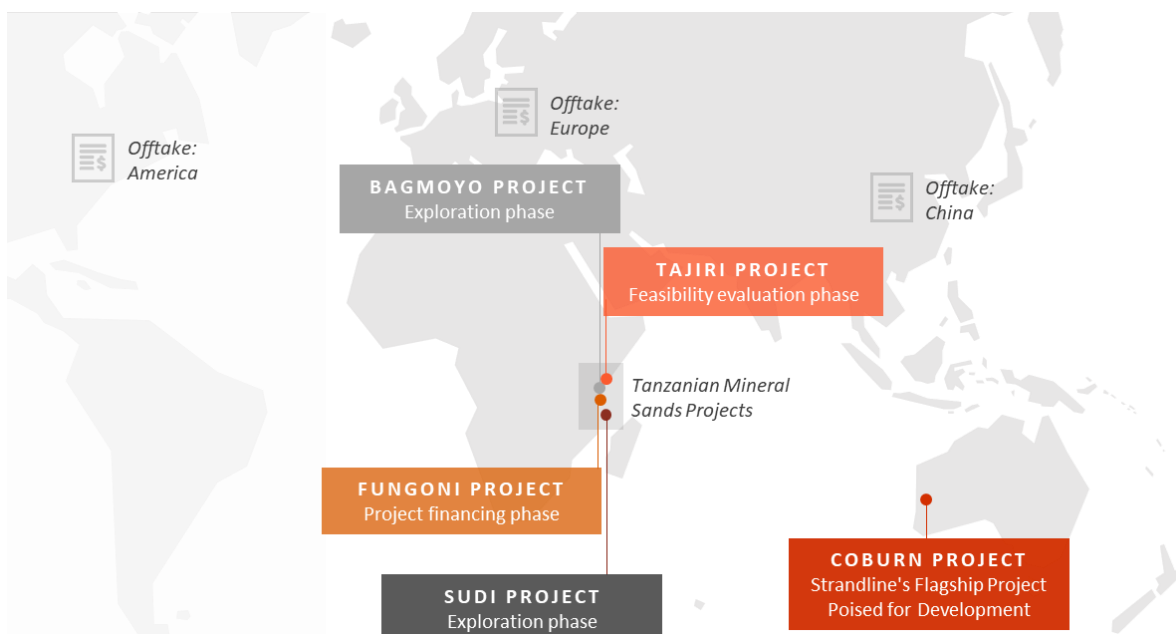 Offtake:
America
Offtake:
Europe
BAGMOYO PROJECT
Exploration phase
Offtake:
China
TAJIRI PROJECT
Feasibility evaluation phase
Tanzanian Mineral
Sands Projects
FUNGONI PROJECT
Project financing phase
SUDI PROJECT
Exploration phase
COBURN PROJECT
Strandline's Flagship Project
Poised for Development